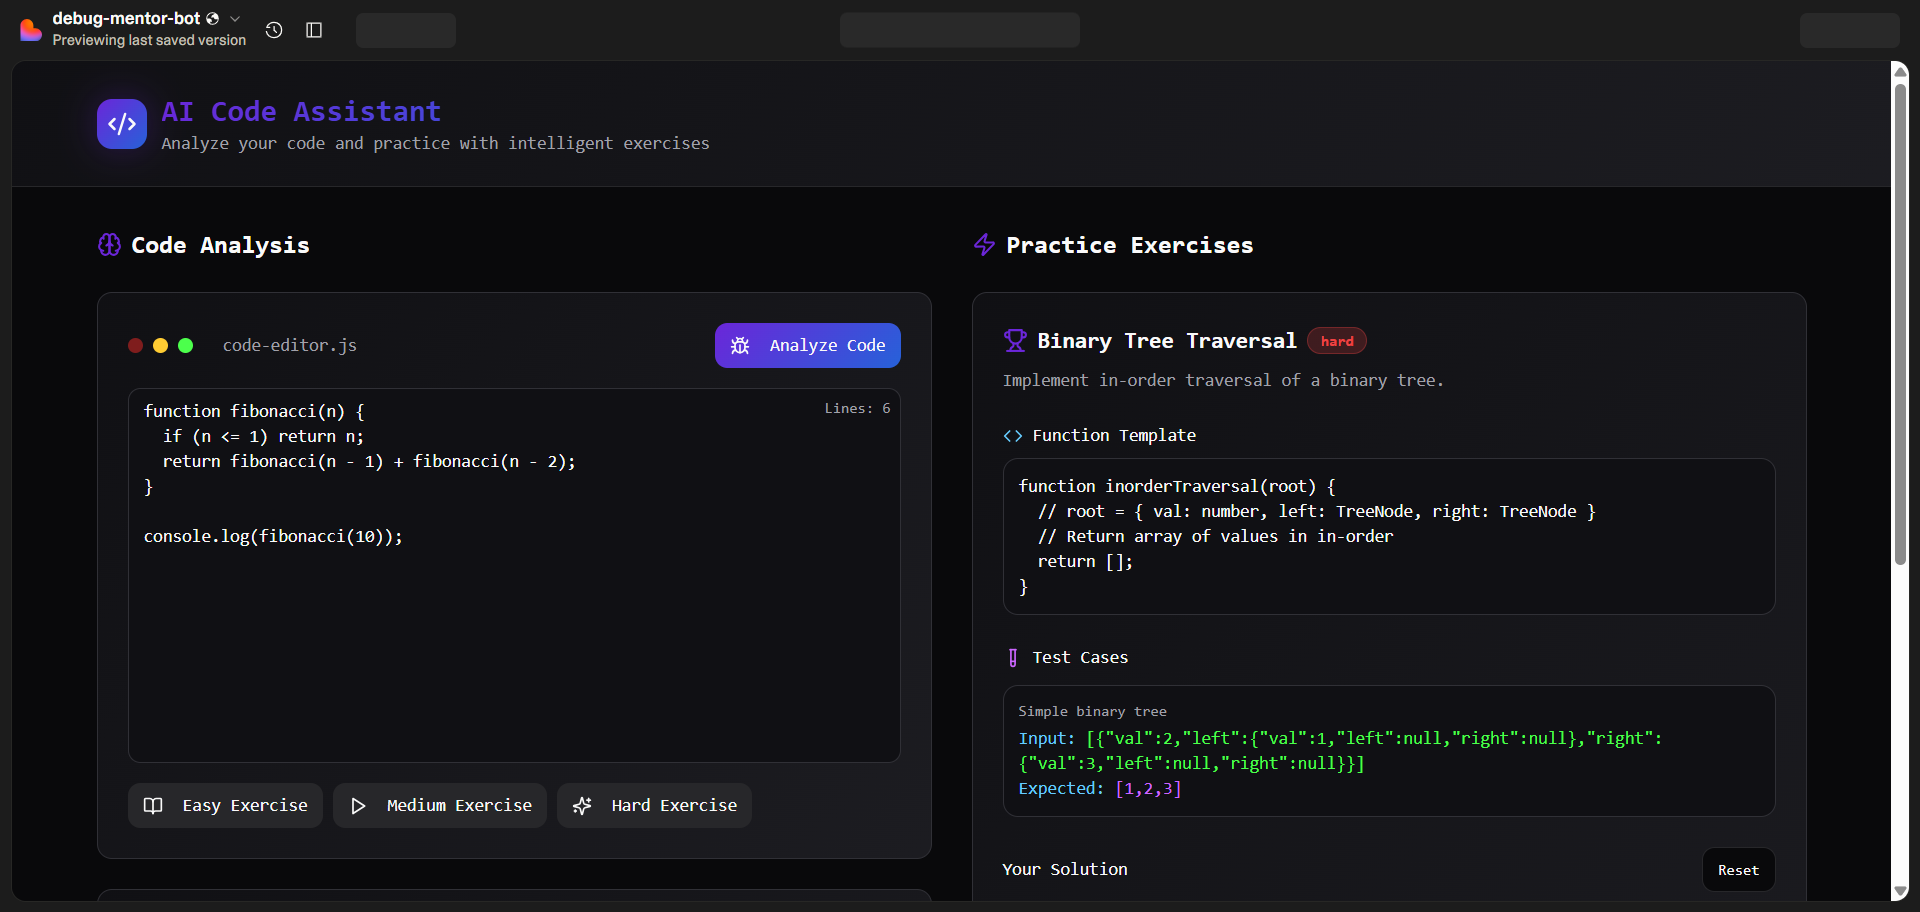 debug-mentor-bot
Previewing last saved version
AI Code Assistant
Analyze your code and practice with intelligent exercises
Code Analysis
code-editor.js
Analyze Code
Lines: 6
function fibonacci(n) {
  if (n <= 1) return n;
  return fibonacci(n - 1) + fibonacci(n - 2);
}
console.log(fibonacci(10));
Easy Exercise
Medium Exercise
Hard Exercise
Practice Exercises
Binary Tree Traversal hard
Implement in-order traversal of a binary tree.
Function Template
function inorderTraversal(root) {
  // root = { val: number, left: TreeNode, right: TreeNode }
  // Return array of values in in-order
  return [];
}
Test Cases
Simple binary tree
Input: [{"val":2,"left":{"val":1,"left":null,"right":null},"right":
{"val":3,"left":null,"right":null}}]
Expected: [1,2,3]
Your Solution
Reset